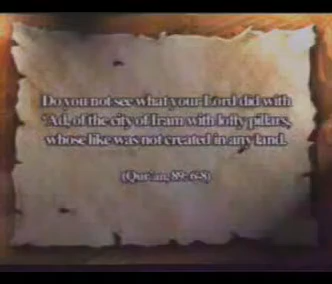 Do you not see what your Lord did with
'Ad, of the city of Iram with lofty pillars,
whose like was not created in any land.
(Qur'an, 89: 6-8)